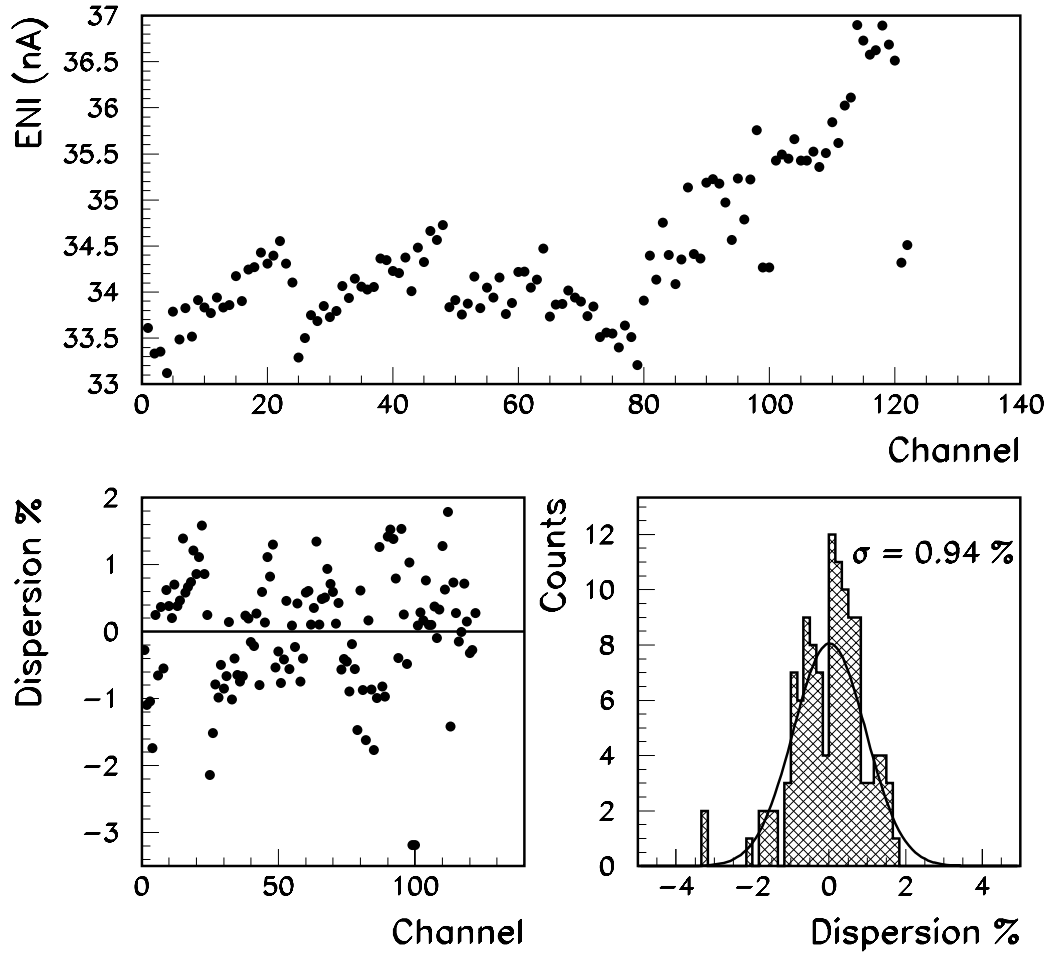 ENI (nA)
37
36.5
36
35.5
35
34.5
34
33.5
33
0 20 40 60 80 100 120 140
Channel
Dispersion %
2
1
0
−1
−2
−3
0 50 100
Channel
Counts
12
10
8
6
4
2
0
σ = 0.94 %
−4 −2 0 2 4
Dispersion %